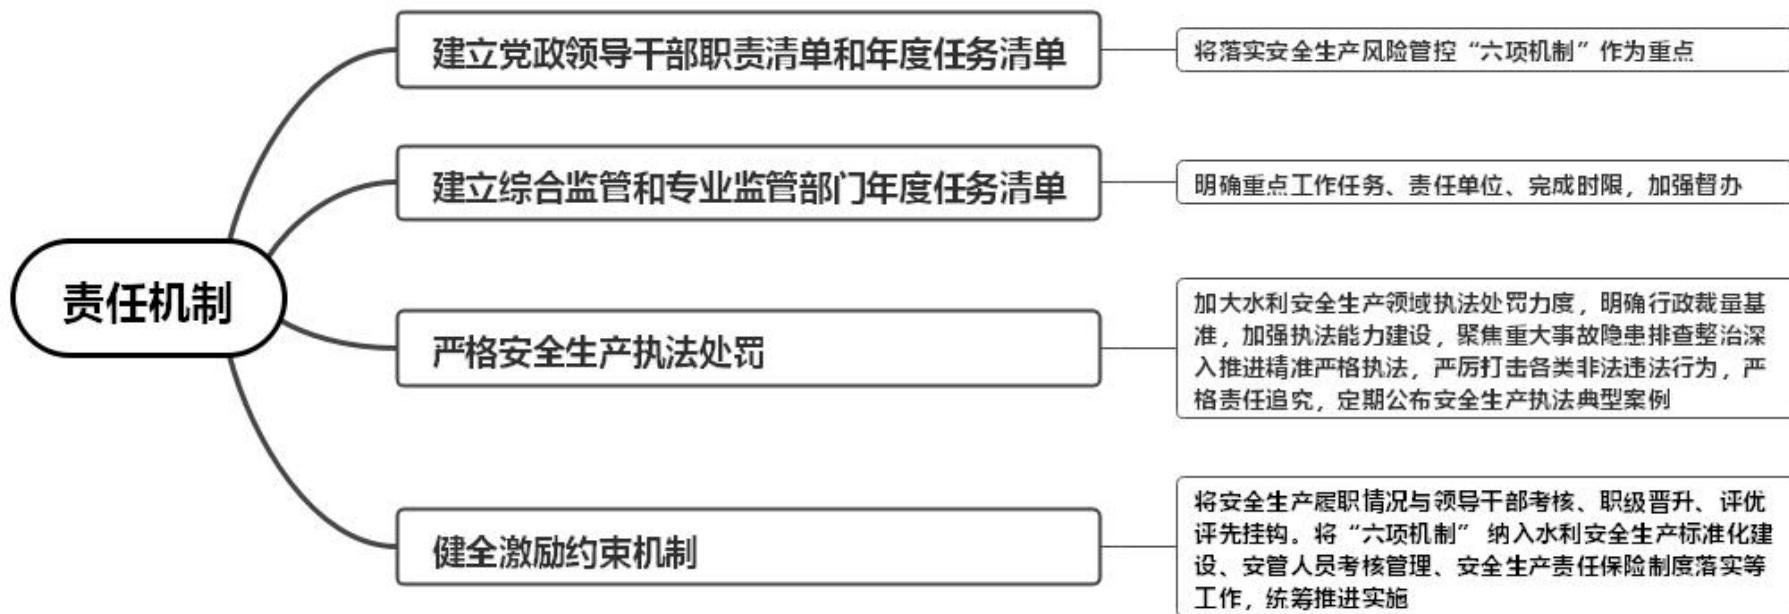 责任机制
建立党政领导干部职责清单和年度任务清单
将落实安全生产风险管控“六项机制”作为重点
建立综合监管和专业监管部门年度任务清单
明确重点工作任务、责任单位、完成时限，加强督办
严格安全生产执法处罚
加大水利安全生产领域执法处罚力度，明确行政裁量基
准，加强执法能力建设，聚焦重大事故隐患排查整治深
入推进精准严格执法，严厉打击各类非法违法行为，严
格责任追究，定期公布安全生产执法典型案例
健全激励约束机制
将安全生产履职情况与领导干部考核、职级晋升、评优
评先挂钩。将“六项机制” 纳入水利安全生产标准化建
设、安管人员考核管理、安全生产责任保险制度落实等
工作，统筹推进实施